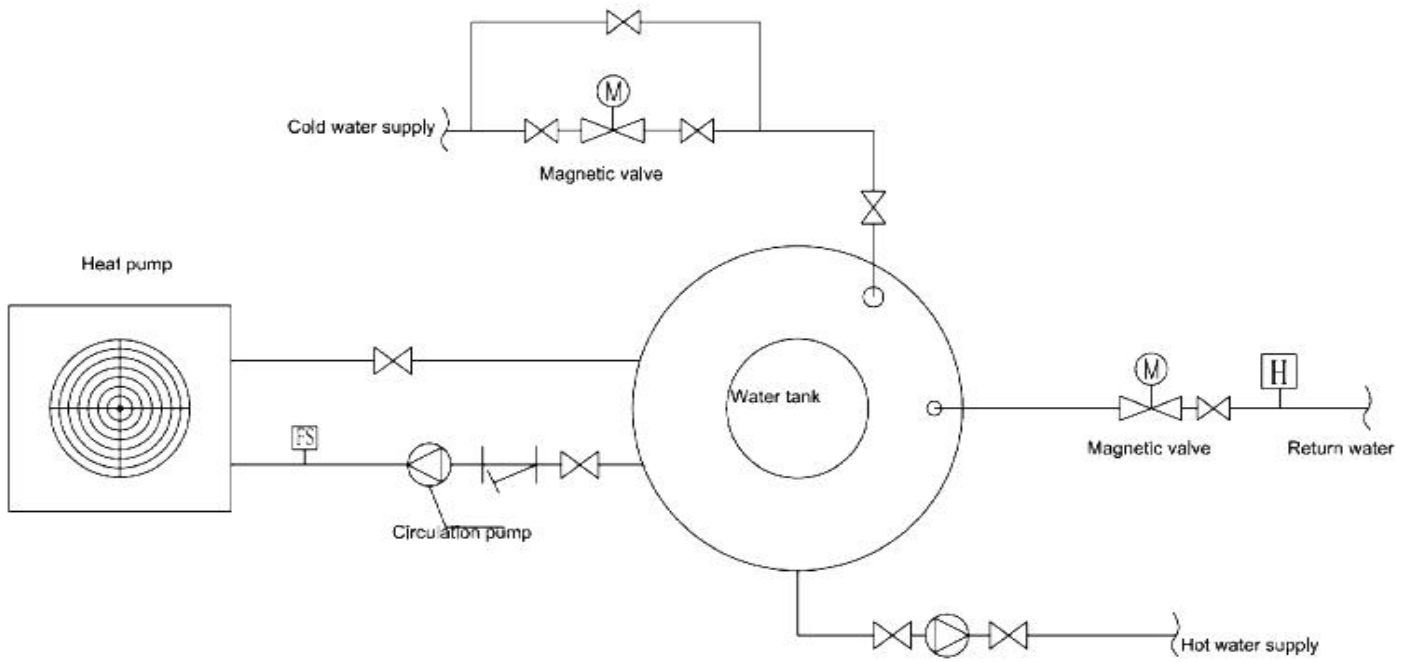 M
Cold water supply
Magnetic valve
Heat pump
Water tank
M
H
Magnetic valve
Return water
FS
Circulation pump
Hot water supply